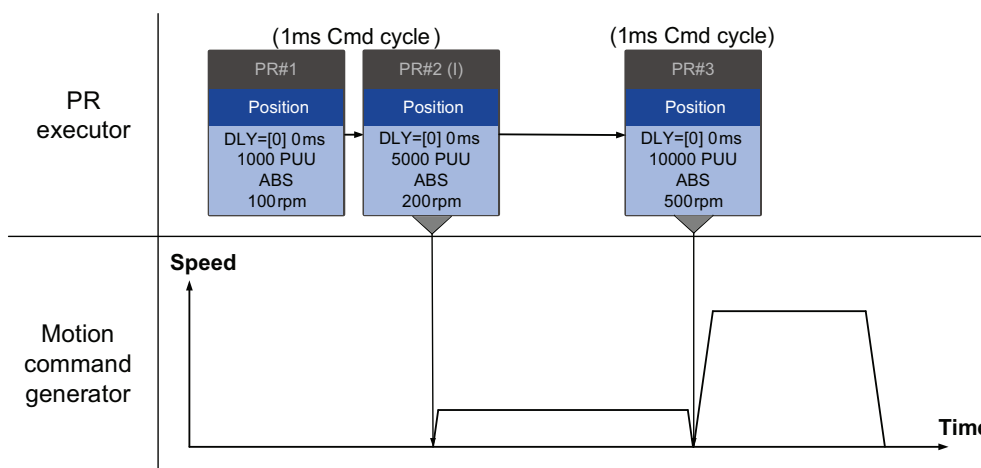 (1ms Cmd cycle)
(1ms Cmd cycle)
PR
executor
PR#1
Position
DLY=[0] 0ms
1000 PUU
ABS
100rpm
PR#2 (I)
Position
DLY=[0] 0ms
5000 PUU
ABS
200rpm
PR#3
Position
DLY=[0] 0ms
10000 PUU
ABS
500rpm
Motion
command
generator
Speed
Time